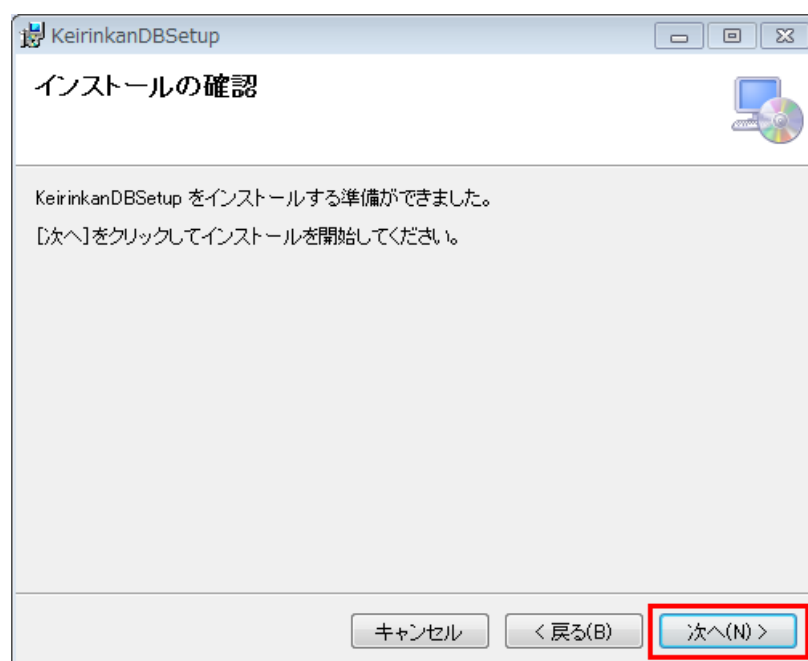 KeirinkanDBSetup
インストールの確認
KeirinkanDBSetup をインストールする準備ができました。
[次へ]をクリックしてインストールを開始してください。
キャンセル
< 戻る(B)
次へ(N) >